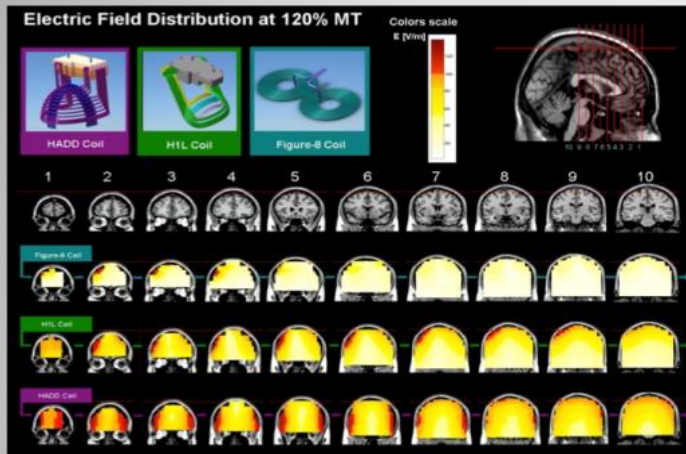 Electric Field Distribution at 120% MT
Colors scale
E [V/m]
HADD Coil
H1L Coil
Figure-8 Coil
10 9 8 7 6 5 4 3 2 1
1 2 3 4 5 6 7 8 9 10
Figure-8 Coil
H1L Coil
HADD Coil